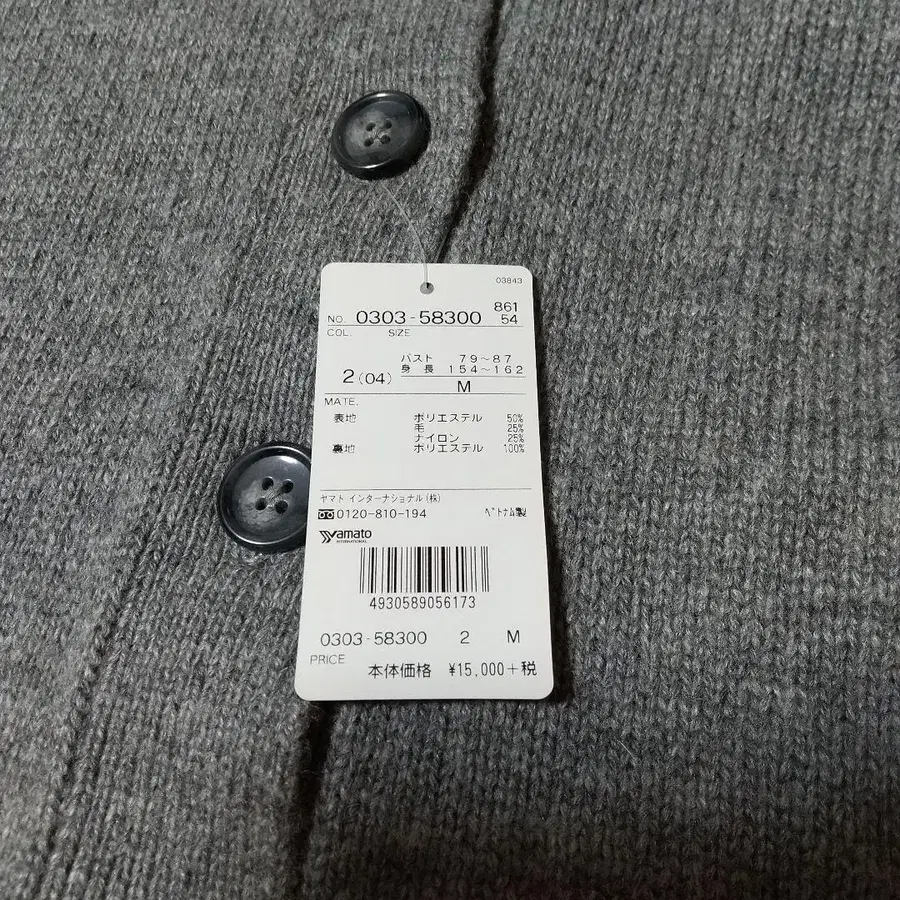 03843
NO. 0303-58300 861 54
COL. SIZE
バスト 79~87
2(04) 身長 154~162
M
MATE.
表地 ポリエステル 50%
毛 25%
ナイロン 25%
裏地 ポリエステル 100%
ヤマト インターナショナル(株)
0120-810-194 ベトナム製
Yamato
INTERNATIONAL
4930589056173
0303-58300 2 M
PRICE
本体価格 ¥15,000+税